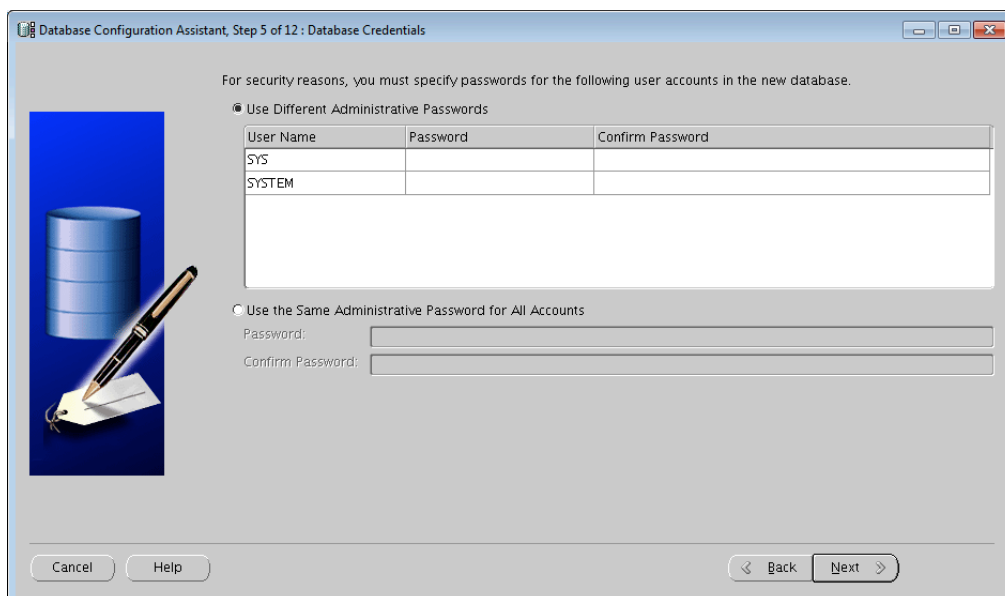 Database Configuration Assistant, Step 5 of 12 : Database Credentials
For security reasons, you must specify passwords for the following user accounts in the new database.
Use Different Administrative Passwords
User Name Password Confirm Password
SYS
SYSTEM
Use the Same Administrative Password for All Accounts
Password:
Confirm Password:
Cancel Help Back Next